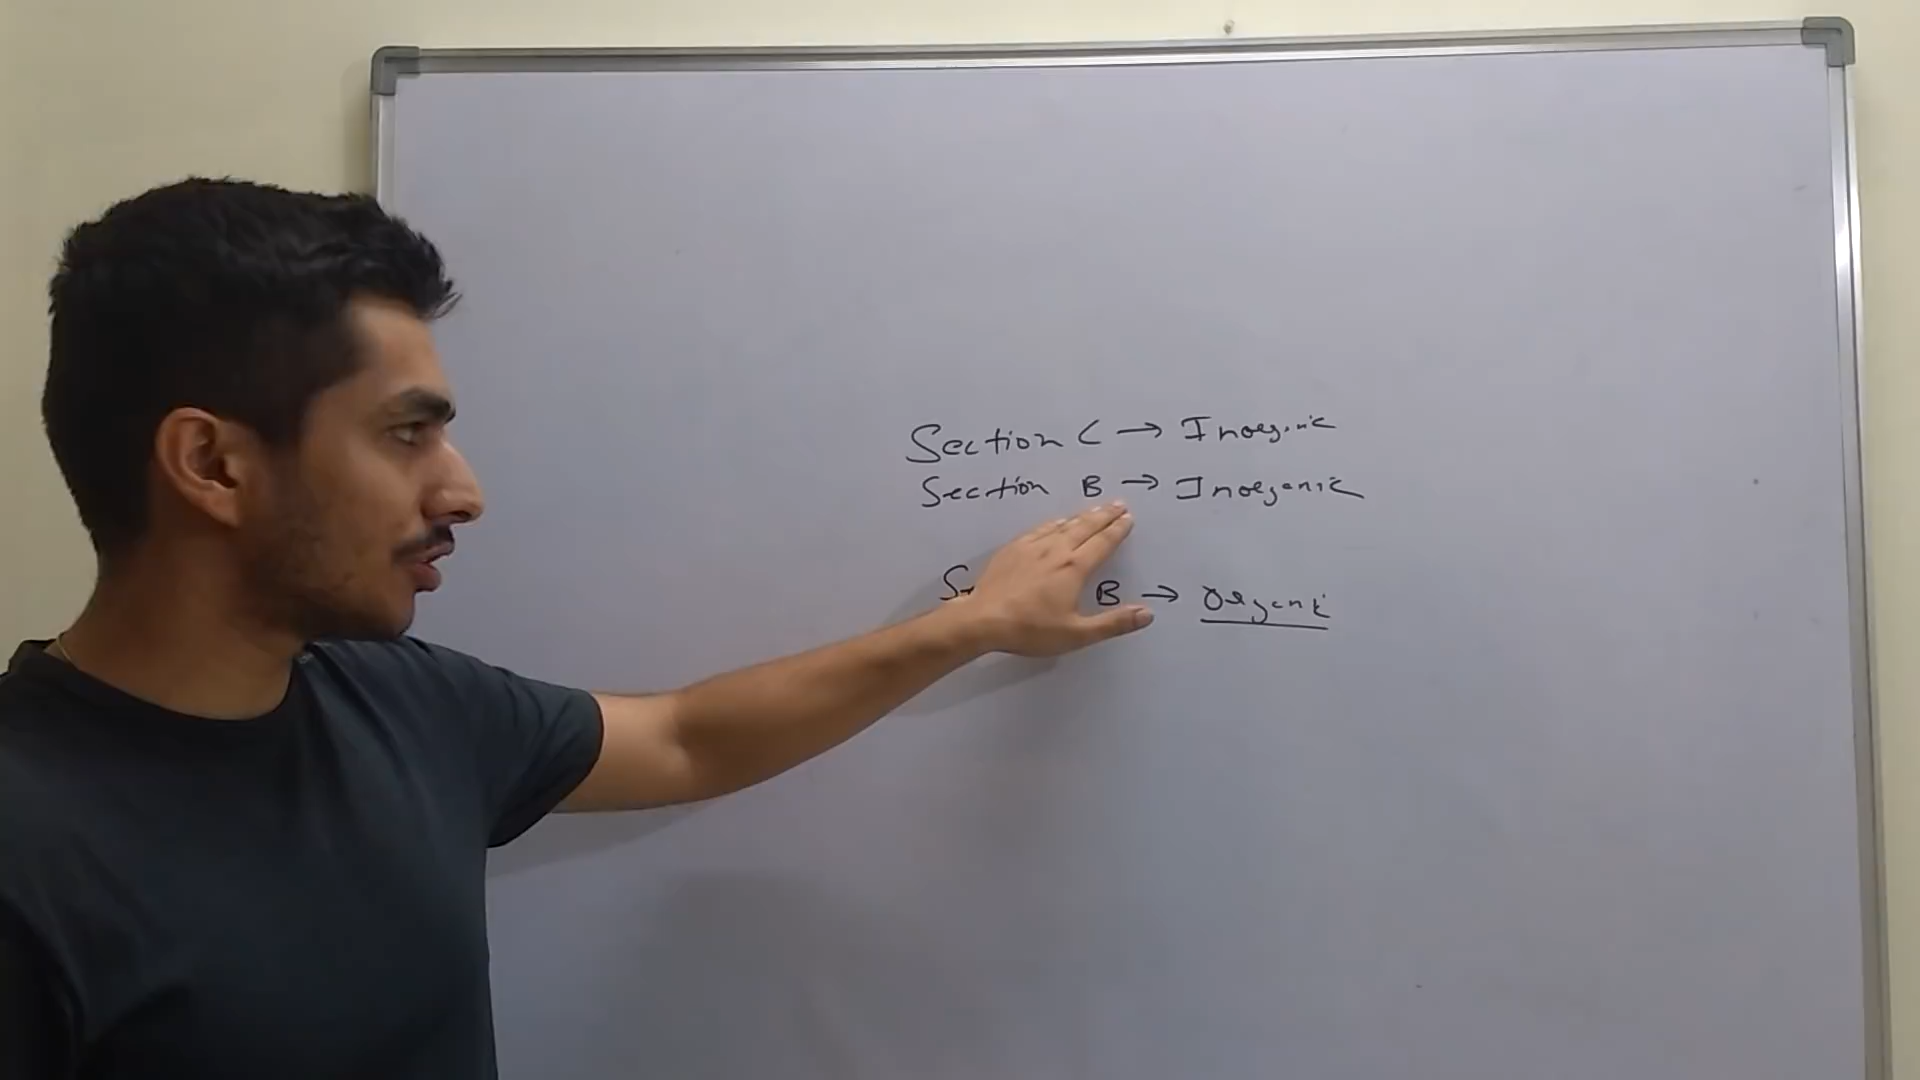 Section C → Inorganic
Section B → Inorganic
B → Organic